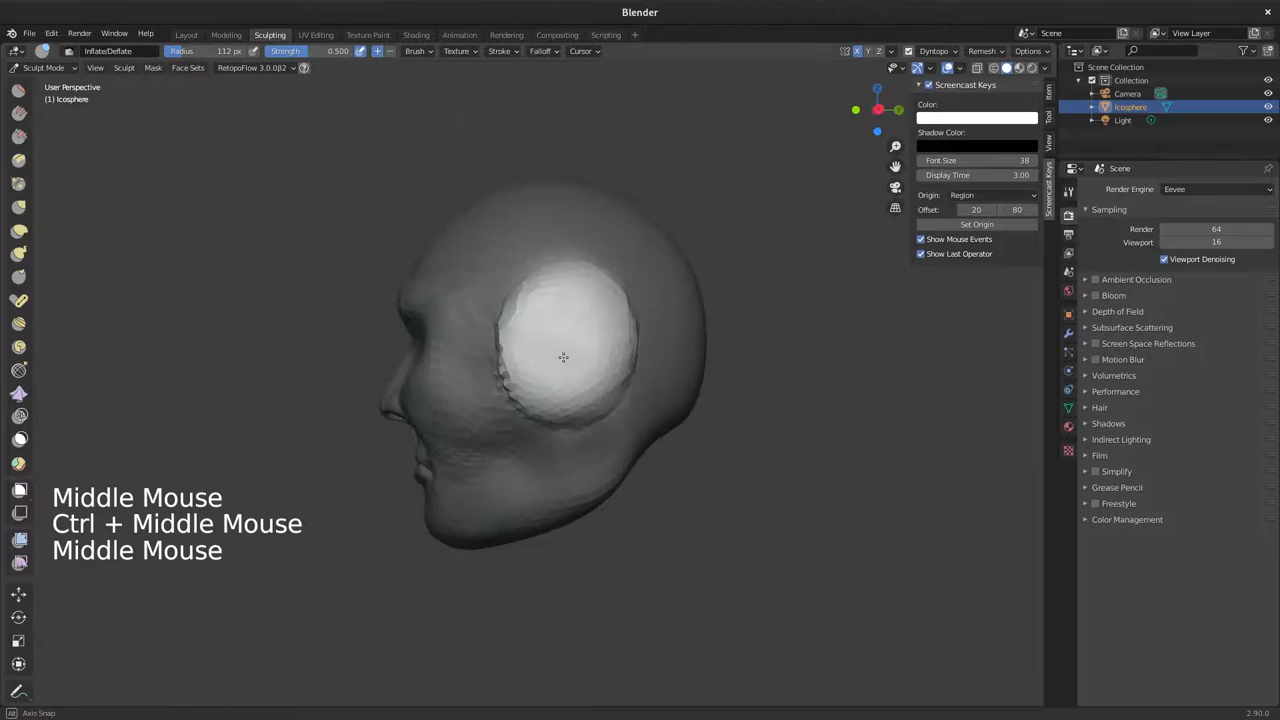 Blender
File Edit Render Window Help Layout Modeling Sculpting UV Editing Texture Paint Shading Animation Rendering Compositing Scripting + Scene View Layer
Inflate/Deflate Radius 112 px Strength 0.500 Brush Texture Stroke Falloff Cursor X Y Z Dyntopo Remesh Options
Sculpt Mode View Sculpt Mask Face Sets RetopoFlow 3.0.0β2
User Perspective
(1) Icosphere
Screencast Keys
Color:
Shadow Color:
Font Size 38
Display Time 3.00
Origin: Region
Offset: 20 80
Set Origin
Show Mouse Events
Show Last Operator
Item
Tool
View
Screencast Keys
Scene Collection
Collection
Camera
Icosphere
Light
Scene
Render Engine Eevee
Sampling
Render 64
Viewport 16
Viewport Denoising
Ambient Occlusion
Bloom
Depth of Field
Subsurface Scattering
Screen Space Reflections
Motion Blur
Volumetrics
Performance
Hair
Shadows
Indirect Lighting
Film
Simplify
Grease Pencil
Freestyle
Color Management
Middle Mouse
Ctrl + Middle Mouse
Middle Mouse
Alt Axis Snap
2.90.0